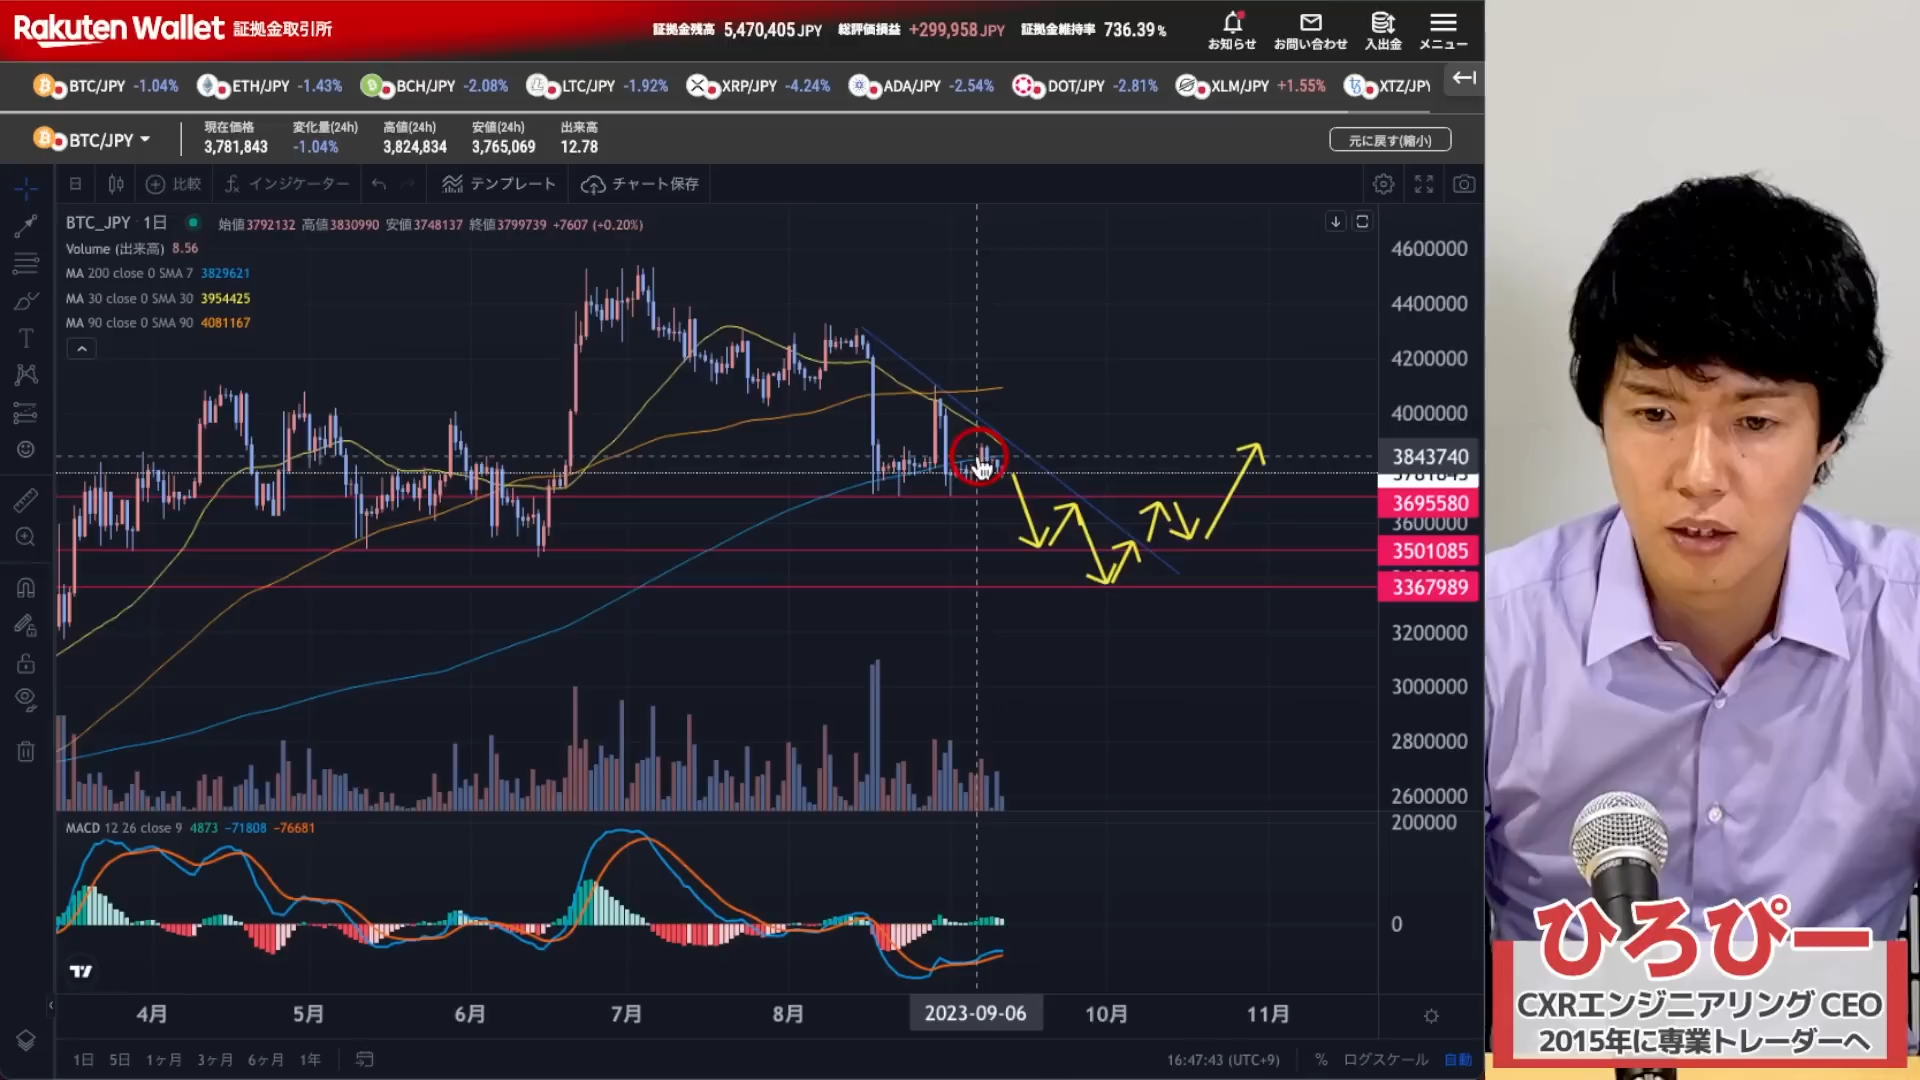 Rakuten Wallet 証拠金取引所
証拠金残高 5,470,405 JPY 総評価損益 +299,958 JPY 証拠金維持率 736.39 %
お知らせ お問い合わせ 入出金 メニュー
BTC/JPY -1.04% ETH/JPY -1.43% BCH/JPY -2.08% LTC/JPY -1.92% XRP/JPY -4.24% ADA/JPY -2.54% DOT/JPY -2.81% XLM/JPY +1.55% XTZ/JPY
BTC/JPY
現在価格 変化量(24h) 高値(24h) 安値(24h) 出来高
3,781,843 -1.04% 3,824,834 3,765,069 12.78
元に戻す(縮小)
日 比較 インジケーター テンプレート チャート保存
BTC_JPY · 1日 始値3792132 高値3830990 安値3748137 終値3799739 +7607 (+0.20%)
Volume (出来高) 8.56
MA 200 close 0 SMA 7 3829621
MA 30 close 0 SMA 30 3954425
MA 90 close 0 SMA 90 4081167
4600000
4400000
4200000
4000000
3843740
3695580
3600000
3501085
3367989
3200000
3000000
2800000
2600000
MACD 12 26 close 9 4873 −71808 −76681
200000
0
4月 5月 6月 7月 8月 2023-09-06 10月 11月
1日 5日 1ヶ月 3ヶ月 6ヶ月 1年 16:47:43 (UTC+9) % ログスケール 自動
ひろぴー
CXRエンジニアリング CEO
2015年に専業トレーダーへ